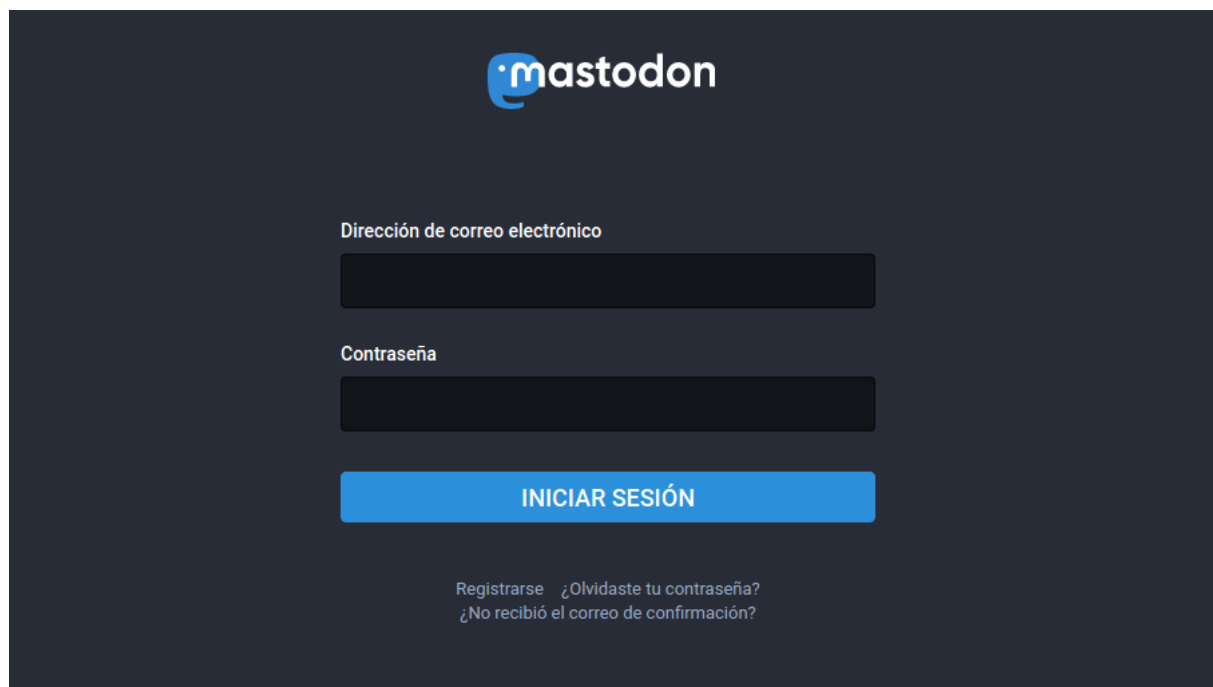 mastodon
Dirección de correo electrónico
Contraseña
INICIAR SESIÓN
Registrarse ¿Olvidaste tu contraseña?
¿No recibió el correo de confirmación?